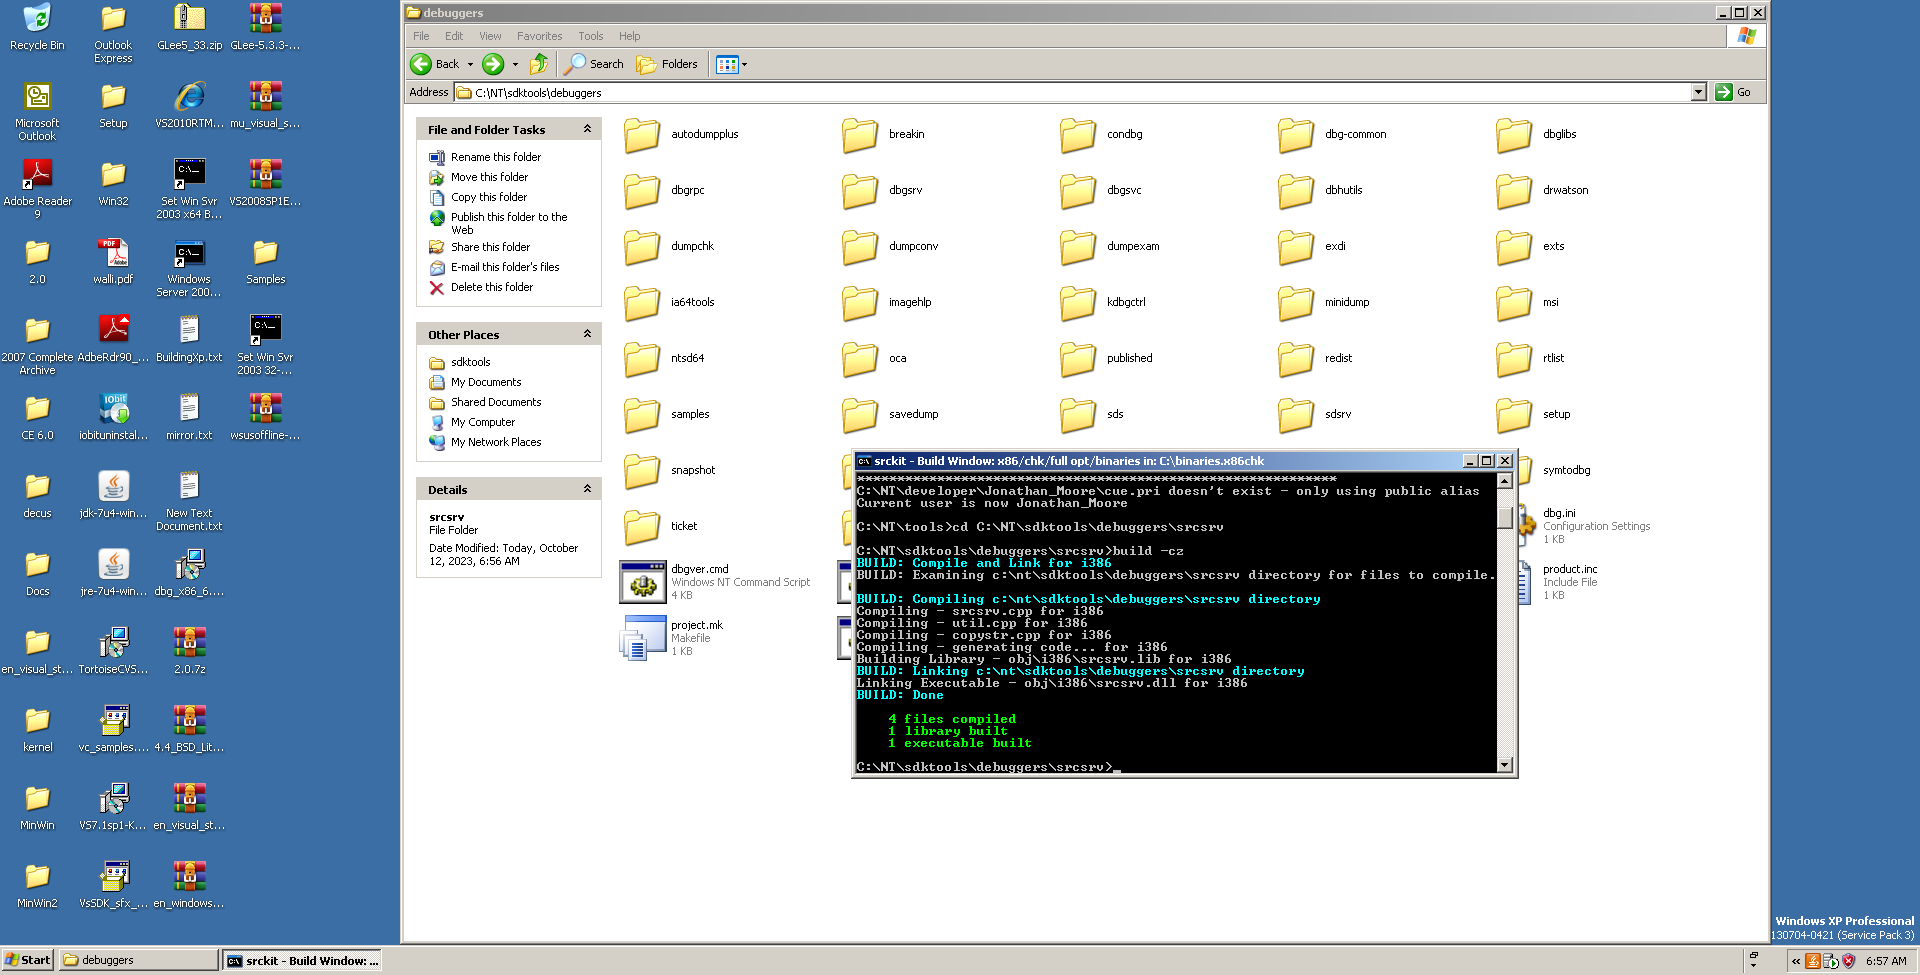 Recycle Bin
Outlook
Express
GLee5_33.zip
GLee-5.3.3-...
Microsoft
Outlook
Setup
VS2010RTM...
mu_visual_s...
Adobe Reader
9
Win32
Set Win Svr
2003 x64 B...
VS2008SP1E...
2.0
walli.pdf
Windows
Server 200...
Samples
2007 Complete
Archive
AdbeRdr90_...
BuildingXp.txt
Set Win Svr
2003 32-...
CE 6.0
iobituninstal...
mirror.txt
wsusoffline-...
decus
jdk-7u4-win...
New Text
Document.txt
Docs
jre-7u4-win...
dbg_x86_6....
en_visual_st...
TortoiseCVS...
2.0.7z
kernel
vc_samples....
4.4_BSD_Lit...
MinWin
VS7.1sp1-K...
en_visual_st...
MinWin2
VsSDK_sfx_...
en_windows...
debuggers
File Edit View Favorites Tools Help
Back Search Folders
Address C:\NT\sdktools\debuggers Go
File and Folder Tasks
Rename this folder
Move this folder
Copy this folder
Publish this folder to the
Web
Share this folder
E-mail this folder's files
Delete this folder
Other Places
sdktools
My Documents
Shared Documents
My Computer
My Network Places
Details
srcsrv
File Folder
Date Modified: Today, October
12, 2023, 6:56 AM
autodumpplus breakin condbg dbg-common dbglibs
dbgrpc dbgsrv dbgsvc dbhutils drwatson
dumpchk dumpconv dumpexam exdi exts
ia64tools imagehlp kdbgctrl minidump msi
ntsd64 oca published redist rtlist
samples savedump sds sdsrv setup
snapshot symtodbg
ticket
dbg.ini
Configuration Settings
1 KB
dbgver.cmd
Windows NT Command Script
4 KB
product.inc
Include File
1 KB
project.mk
Makefile
1 KB
srckit - Build Window: x86/chk/full opt/binaries in: C:\binaries.x86chk
************************************************************
C:\NT\developer\Jonathan_Moore\cue.pri doesn't exist - only using public alias
Current user is now Jonathan_Moore
C:\NT\tools>cd C:\NT\sdktools\debuggers\srcsrv
C:\NT\sdktools\debuggers\srcsrv>build -cz
BUILD: Compile and Link for i386
BUILD: Examining c:\nt\sdktools\debuggers\srcsrv directory for files to compile.
BUILD: Compiling c:\nt\sdktools\debuggers\srcsrv directory
Compiling - srcsrv.cpp for i386
Compiling - util.cpp for i386
Compiling - copystr.cpp for i386
Compiling - generating code... for i386
Building Library - obj\i386\srcsrv.lib for i386
BUILD: Linking c:\nt\sdktools\debuggers\srcsrv directory
Linking Executable - obj\i386\srcsrv.dll for i386
BUILD: Done
4 files compiled
1 library built
1 executable built
C:\NT\sdktools\debuggers\srcsrv>_
Windows XP Professional
130704-0421 (Service Pack 3)
Start debuggers srckit - Build Window: ... 6:57 AM